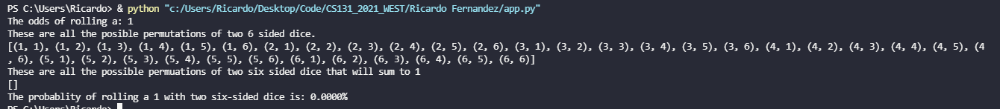 PS C:\Users\Ricardo> & python "c:/Users/Ricardo/Desktop/Code/CS131_2021_WEST/Ricardo Fernandez/app.py"
The odds of rolling a: 1
These are all the posible permutations of two 6 sided dice.
[(1, 1), (1, 2), (1, 3), (1, 4), (1, 5), (1, 6), (2, 1), (2, 2), (2, 3), (2, 4), (2, 5), (2, 6), (3, 1), (3, 2), (3, 3), (3, 4), (3, 5), (3, 6), (4, 1), (4, 2), (4, 3), (4, 4), (4, 5), (4
, 6), (5, 1), (5, 2), (5, 3), (5, 4), (5, 5), (5, 6), (6, 1), (6, 2), (6, 3), (6, 4), (6, 5), (6, 6)]
These are all the possible permuations of two six sided dice that will sum to 1
[]
The probablity of rolling a 1 with two six-sided dice is: 0.0000%
PS C:\Users\Ricardo>